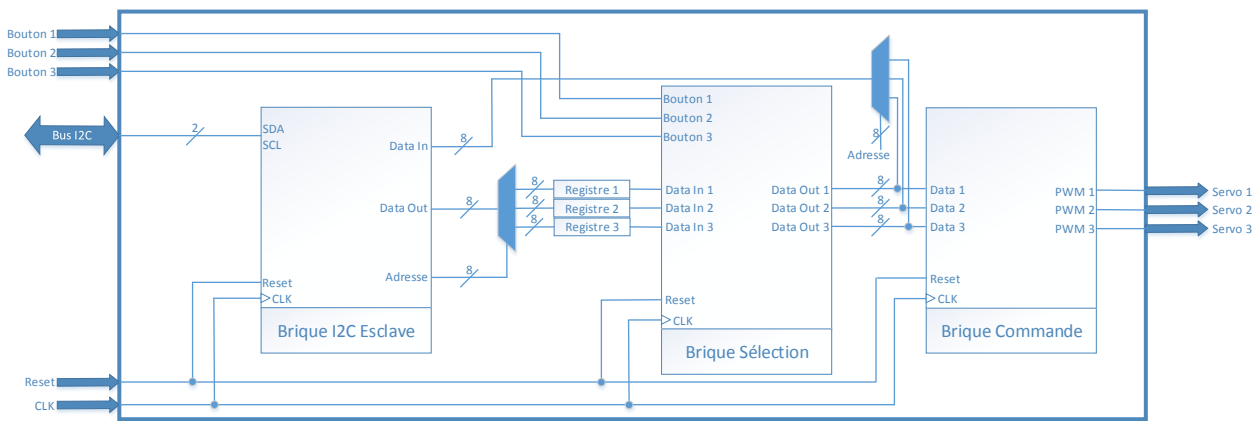 Bouton 1
Bouton 2
Bouton 3
Bus I2C
2
SDA
SCL
Data In
8
Data Out
8
Adresse
8
Reset
CLK
Brique I2C Esclave
8
Registre 1
8
Registre 2
8
Registre 3
Bouton 1
Bouton 2
Bouton 3
Data In 1
Data In 2
Data In 3
Data Out 1
Data Out 2
Data Out 3
Reset
CLK
Brique Sélection
8
Adresse
8
8
8
Data 1
Data 2
Data 3
PWM 1
PWM 2
PWM 3
Reset
CLK
Brique Commande
Servo 1
Servo 2
Servo 3
Reset
CLK